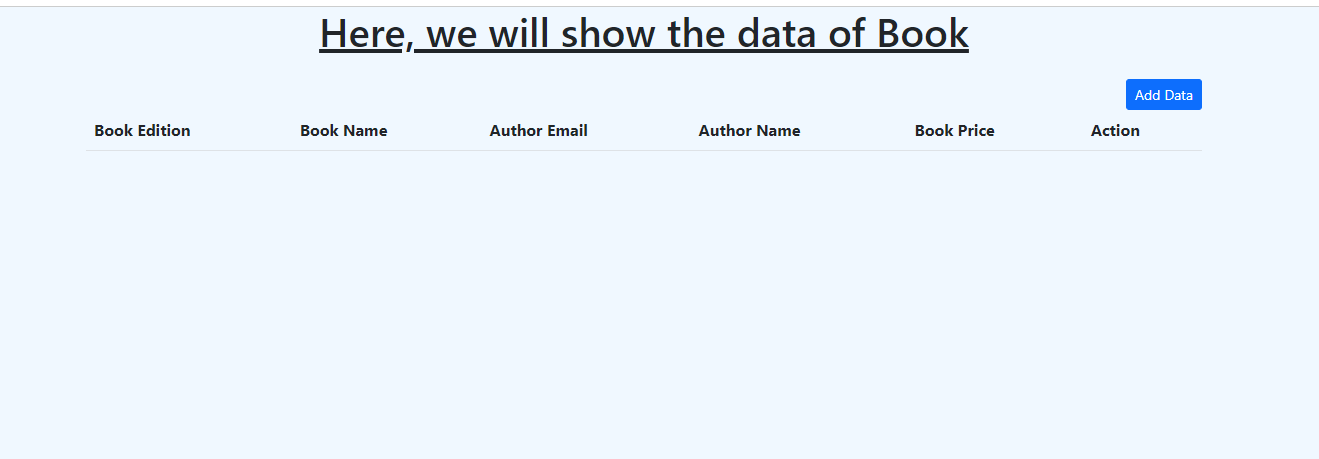 Here, we will show the data of Book
Add Data
Book Edition Book Name Author Email Author Name Book Price Action